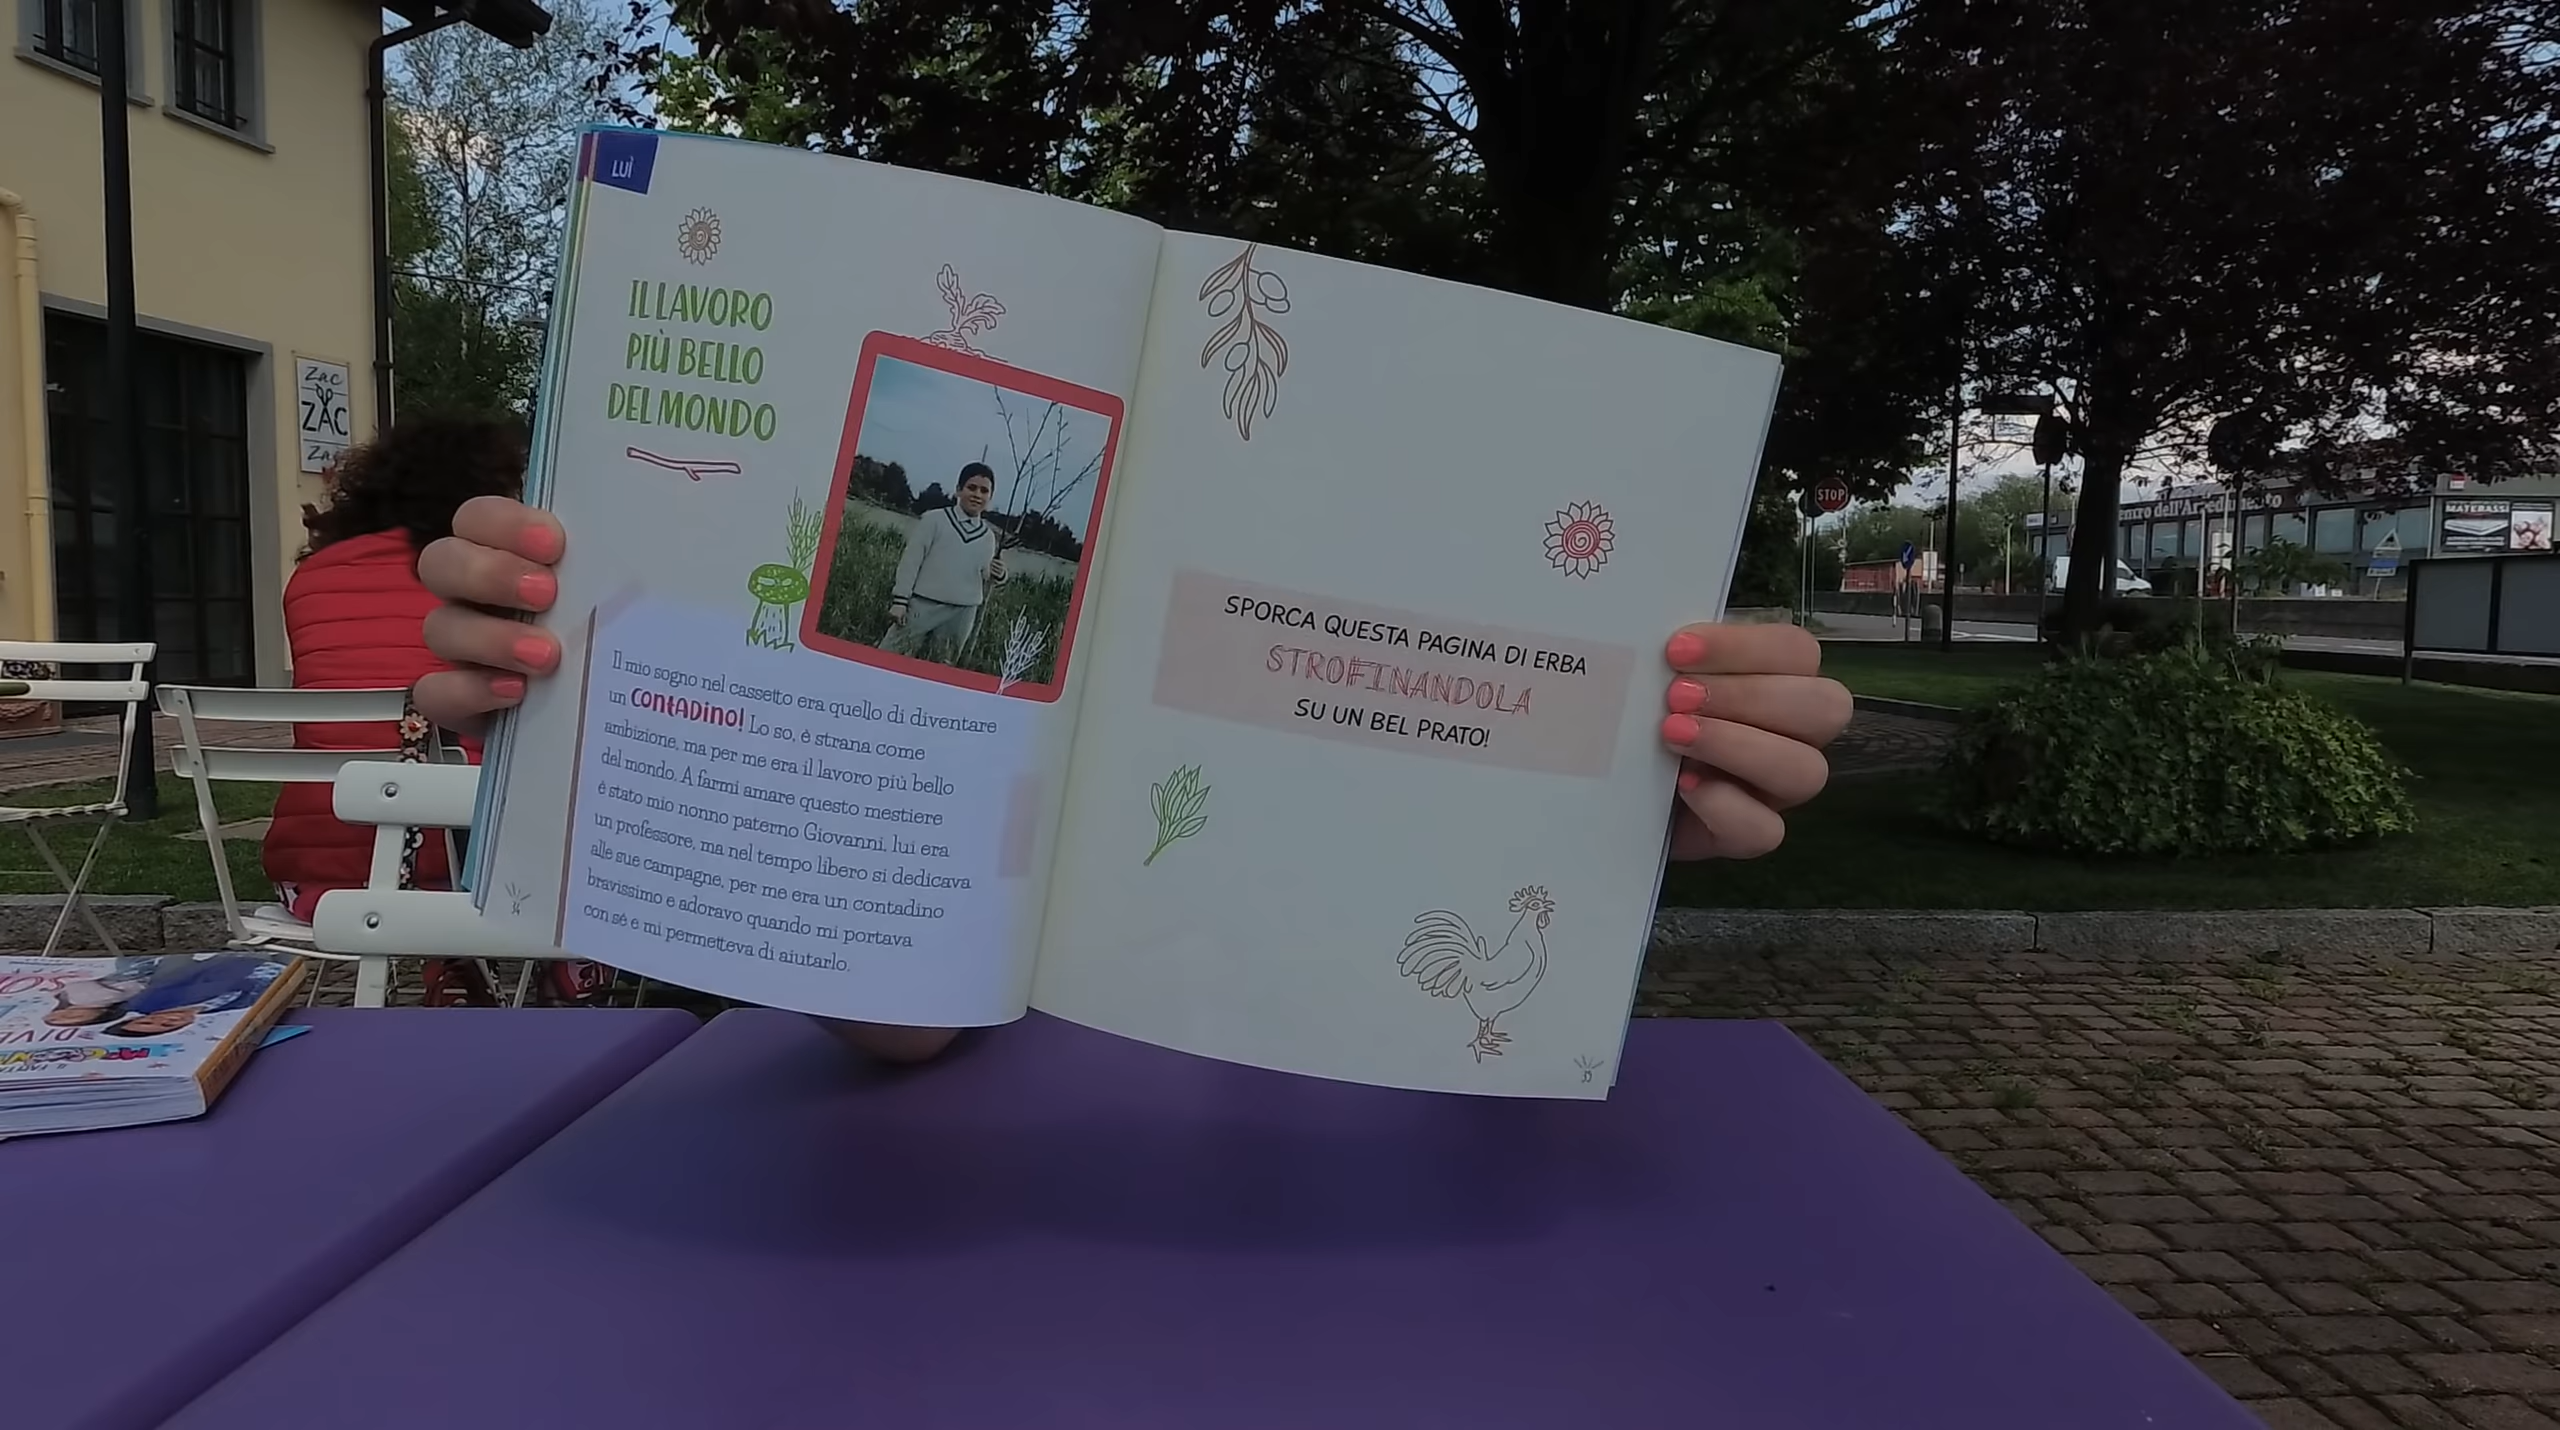 LUÌ
IL LAVORO
PIÙ BELLO
DEL MONDO
Il mio sogno nel cassetto era quello di diventare
un contadino! Lo so, è strana come
ambizione, ma per me era il lavoro più bello
del mondo. A farmi amare questo mestiere
è stato mio nonno paterno Giovanni, lui era
un professore, ma nel tempo libero si dedicava
alle sue campagne, per me era un contadino
bravissimo e adoravo quando mi portava
con sé e mi permetteva di aiutarlo.
34
SPORCA QUESTA PAGINA DI ERBA
STROFINANDOLA
SU UN BEL PRATO!
35
Zac
ZAC
Zac
STOP
MATERASSI